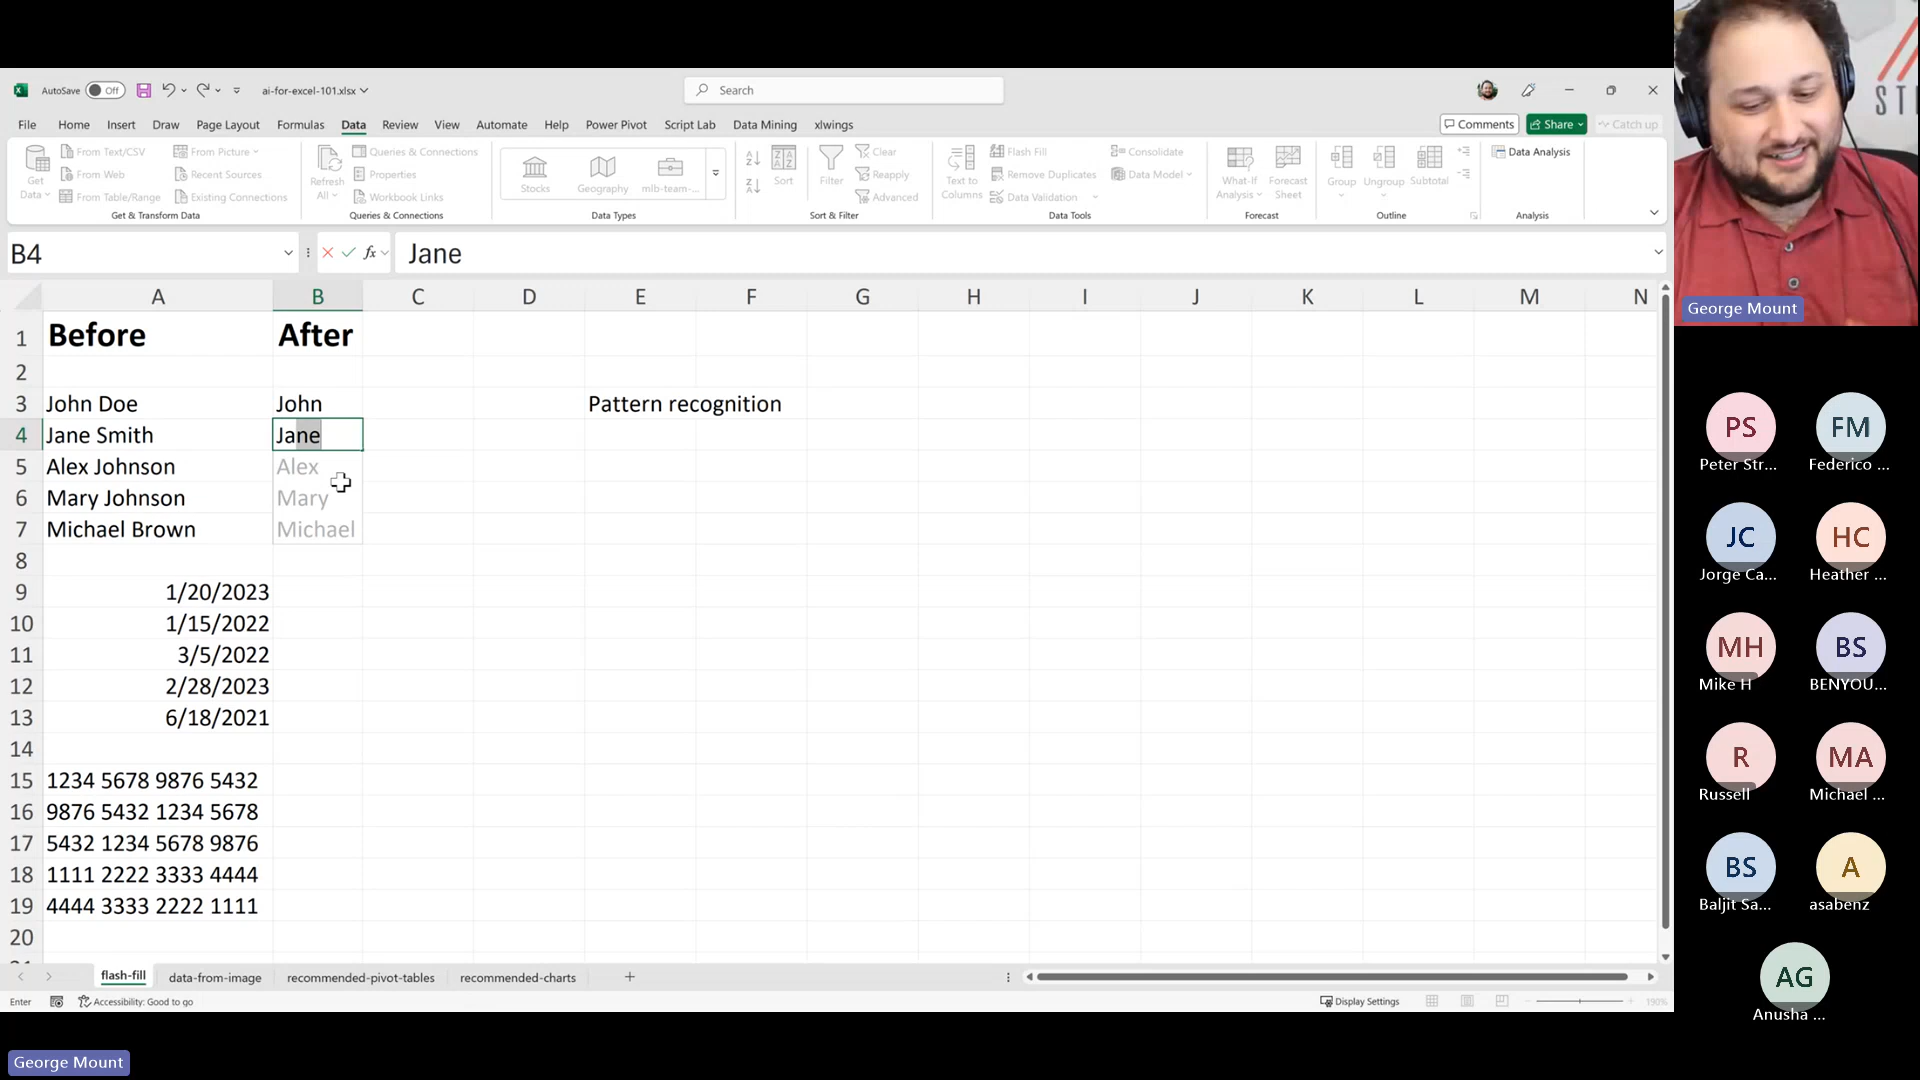 AutoSave Off ai-for-excel-101.xlsx Search
File Home Insert Draw Page Layout Formulas Data Review View Automate Help Power Pivot Script Lab Data Mining xlwings Comments Share Catch up
Get Data
From Text/CSV
From Web
From Table/Range
From Picture
Recent Sources
Existing Connections
Get & Transform Data
Refresh All
Queries & Connections
Properties
Workbook Links
Queries & Connections
Stocks Geography mlb-team-...
Data Types
Sort
Filter
Clear
Reapply
Advanced
Sort & Filter
Text to Columns
Flash Fill
Remove Duplicates
Data Validation
Consolidate
Data Model
Data Tools
What-If Analysis
Forecast Sheet
Forecast
Group Ungroup Subtotal
Outline
Data Analysis
Analysis
B4 fx Jane
A B C D E F G H I J K L M N
1 Before After
2
3 John Doe John Pattern recognition
4 Jane Smith Jane
5 Alex Johnson Alex
6 Mary Johnson Mary
7 Michael Brown Michael
8
9 1/20/2023
10 1/15/2022
11 3/5/2022
12 2/28/2023
13 6/18/2021
14
15 1234 5678 9876 5432
16 9876 5432 1234 5678
17 5432 1234 5678 9876
18 1111 2222 3333 4444
19 4444 3333 2222 1111
20
flash-fill data-from-image recommended-pivot-tables recommended-charts
Enter Accessibility: Good to go Display Settings 190%
George Mount
ST
George Mount
PS FM
Peter Str... Federico ...
JC HC
Jorge Ca... Heather ...
MH BS
Mike H BENYOU...
R MA
Russell Michael ...
BS A
Baljit Sa... asabenz
AG
Anusha ...